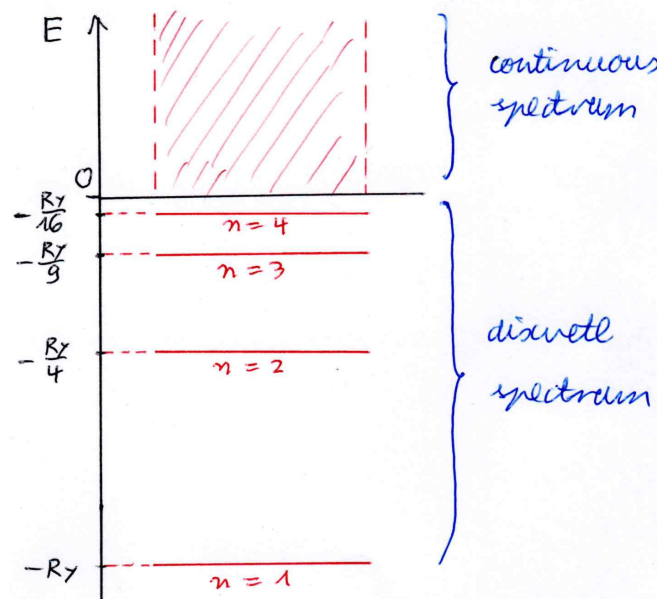 E
continuous
spectrum
0
-Ry/16
n = 4
-Ry/9
n = 3
discrete
-Ry/4
n = 2
spectrum
-Ry
n = 1